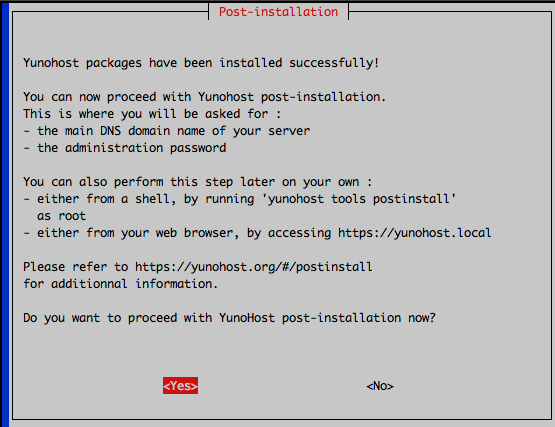 Post-installation
Yunohost packages have been installed successfully!
You can now proceed with Yunohost post-installation.
This is where you will be asked for :
- the main DNS domain name of your server
- the administration password
You can also perform this step later on your own :
- either from a shell, by running 'yunohost tools postinstall'
as root
- either from your web browser, by accessing https://yunohost.local
Please refer to https://yunohost.org/#/postinstall
for additionnal information.
Do you want to proceed with YunoHost post-installation now?
<Yes> <No>